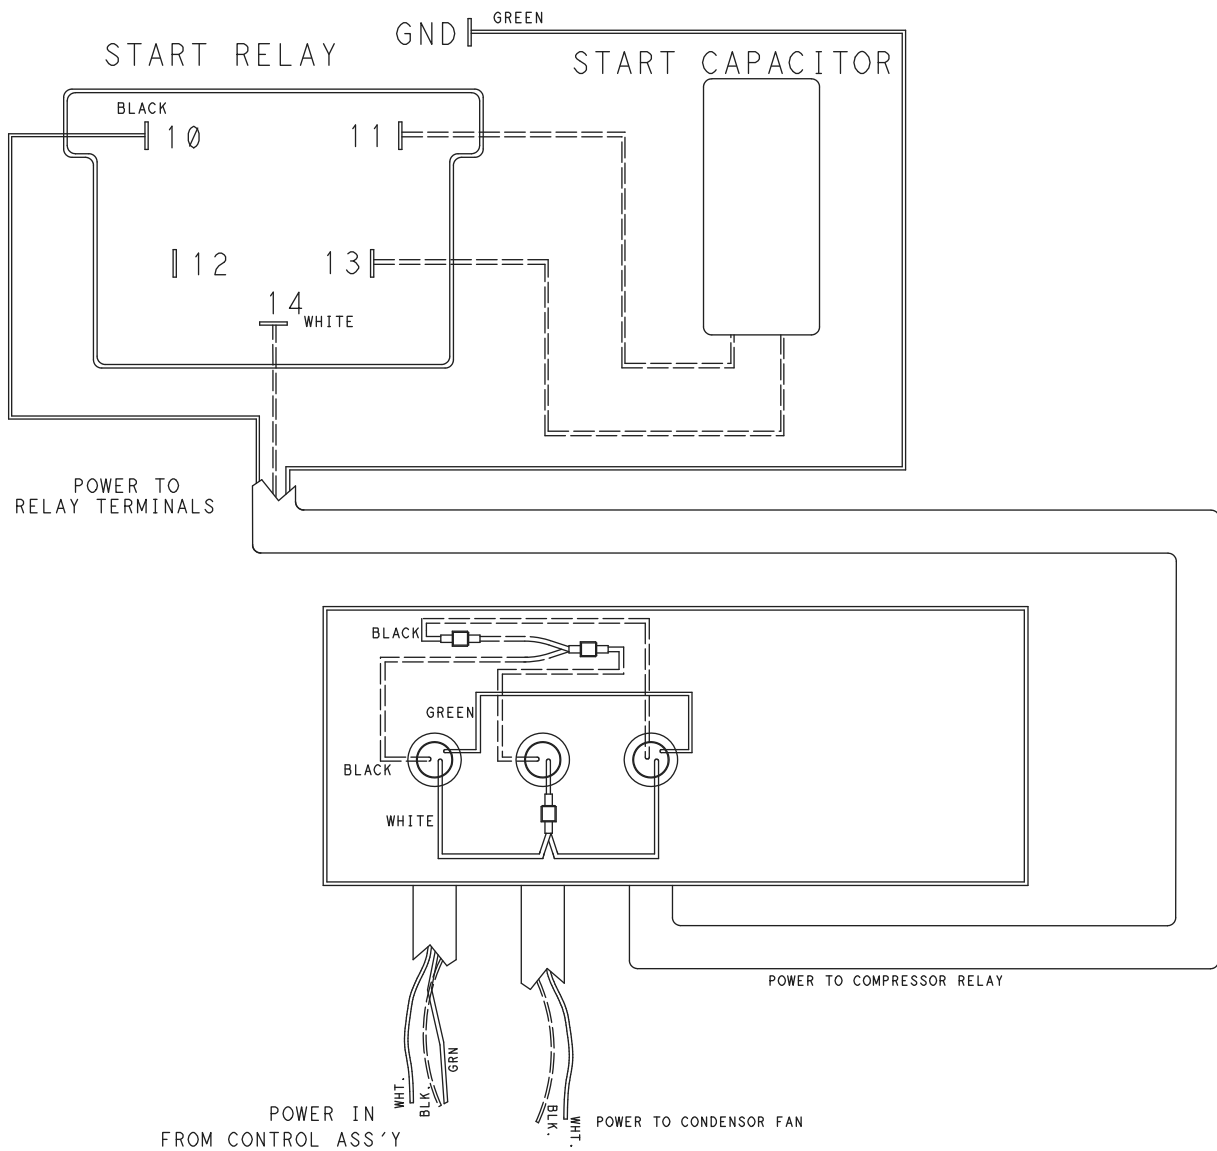 GREEN
GND
START RELAY
START CAPACITOR
BLACK
10
11
12
13
14
WHITE
POWER TO
RELAY TERMINALS
BLACK
GREEN
BLACK
WHITE
POWER TO COMPRESSOR RELAY
GRN
WHT.
BLK.
BLK.
WHT.
POWER IN
FROM CONTROL ASS'Y
POWER TO CONDENSOR FAN